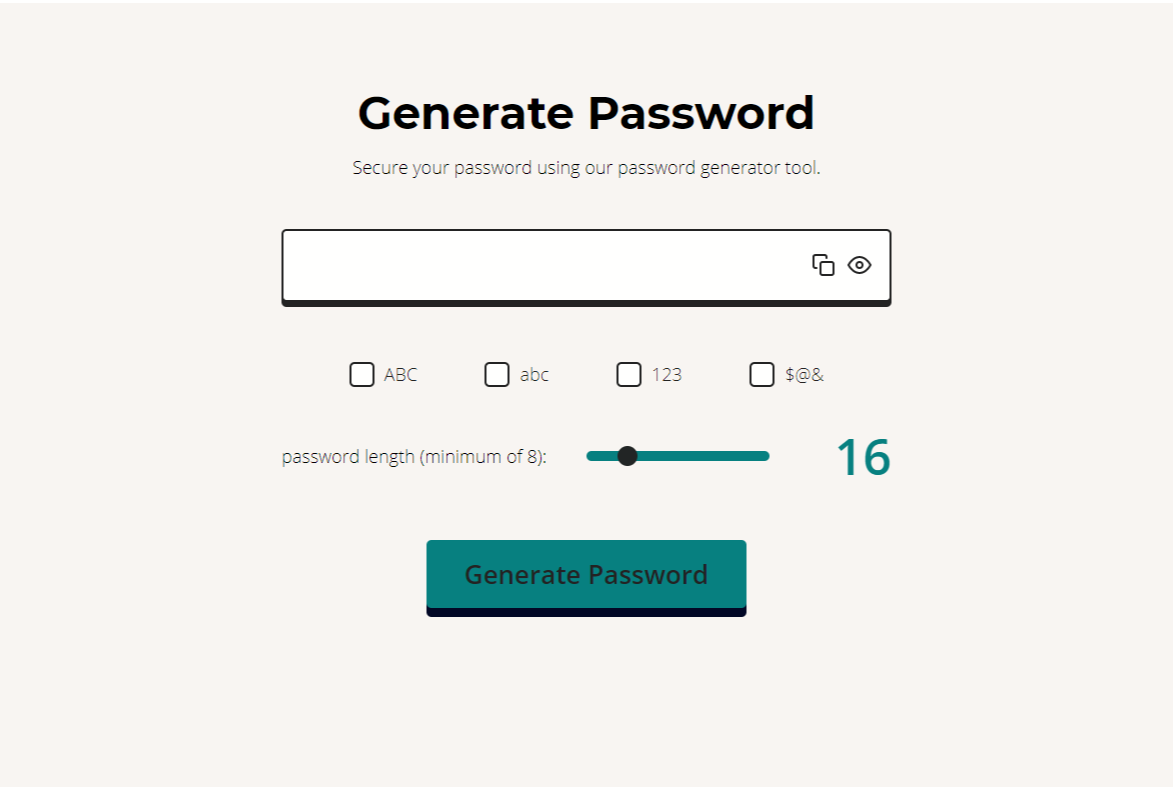 Generate Password
Secure your password using our password generator tool.
ABC abc 123 $@&
password length (minimum of 8): 16
Generate Password